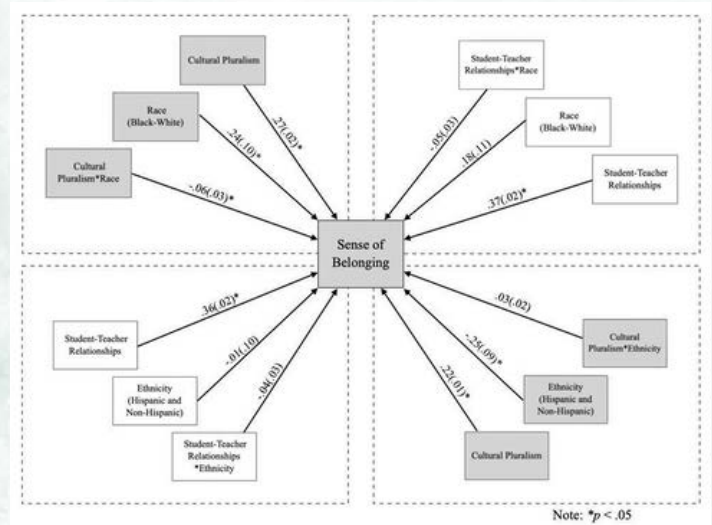 Cultural Pluralism
Race
(Black-White)
Cultural
Pluralism*Race
.27(.02)*
.24(.10)*
-.06(.03)*
Student-Teacher
Relationships*Race
Race
(Black-White)
Student-Teacher
Relationships
-.05(.03)
.18(.11)
.37(.02)*
Sense of
Belonging
.36(.02)*
-.01(.10)
-.04(.03)
Student-Teacher
Relationships
Ethnicity
(Hispanic and
Non-Hispanic)
Student-Teacher
Relationships
*Ethnicity
.03(.02)
-.25(.09)*
.22(.01)*
Cultural
Pluralism*Ethnicity
Ethnicity
(Hispanic and
Non-Hispanic)
Cultural Pluralism
Note: *p < .05